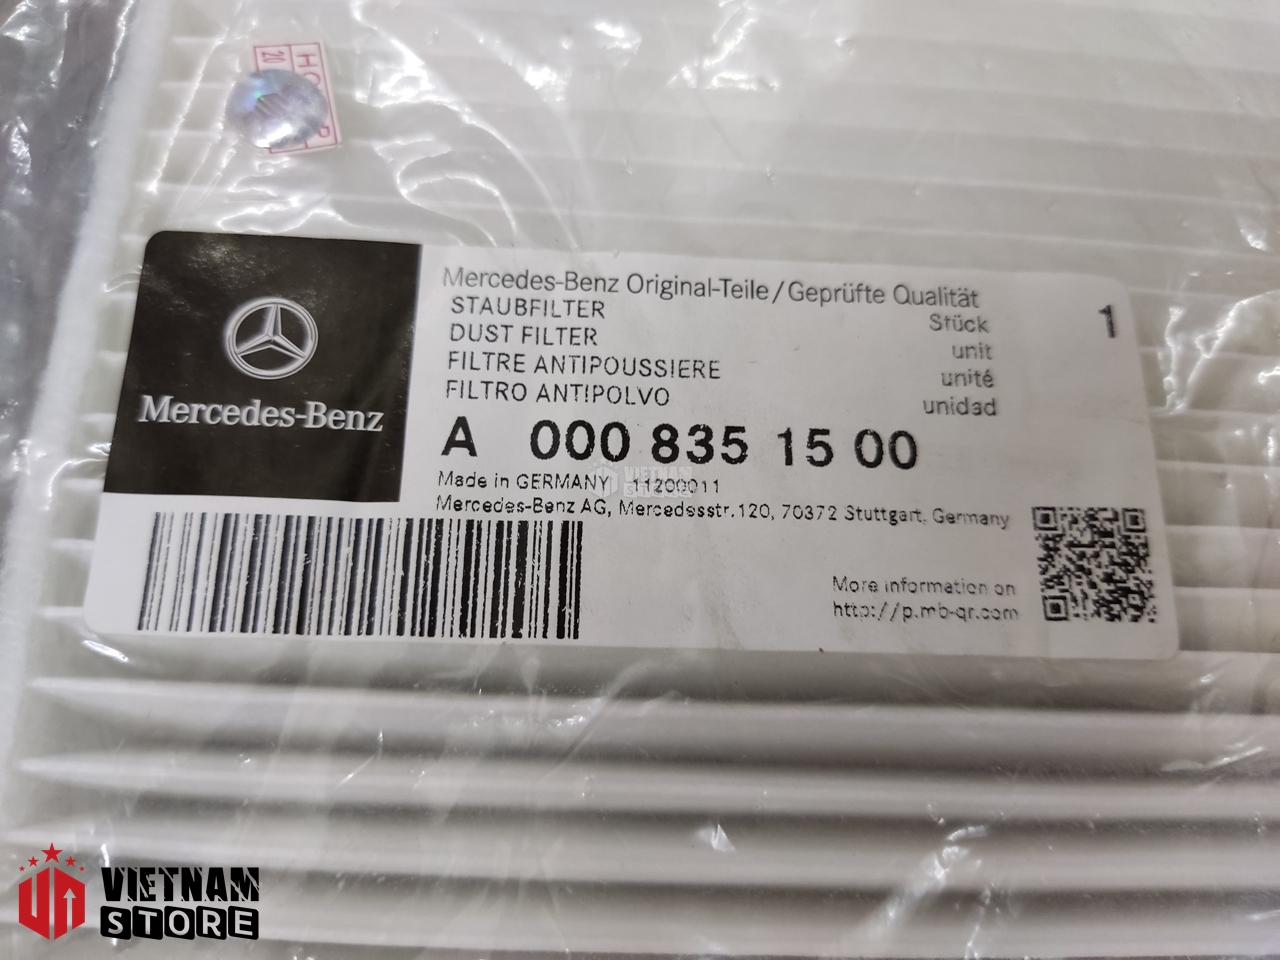 Mercedes-Benz
Mercedes-Benz Original-Teile/Geprüfte Qualität
STAUBFILTER Stück 1
DUST FILTER unit
FILTRE ANTIPOUSSIERE unité
FILTRO ANTIPOLVO unidad
A 000 835 15 00
Made in GERMANY 11200011
Mercedes-Benz AG, Mercedesstr.120, 70372 Stuttgart, Germany
More information on
http://p.mb-qr.com
VIETNAM
STORE
VIETNAM
STORE